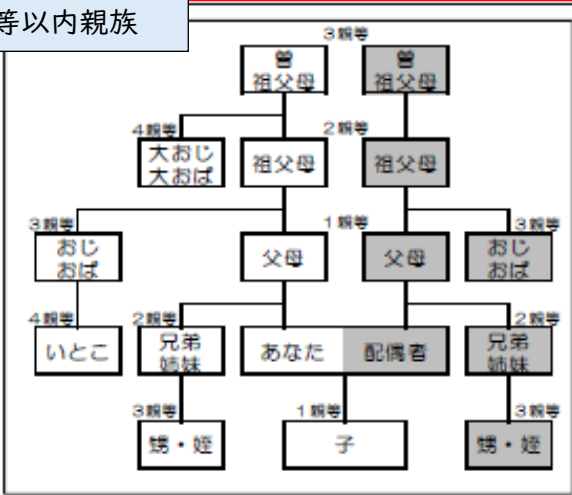 等以内親族
3親等
曽
祖父母
曽
祖父母
4親等
2親等
大おじ
大おば
祖父母
祖父母
3親等
1親等
3親等
おじ
おば
父母
父母
おじ
おば
4親等
2親等
2親等
いとこ
兄弟
姉妹
あなた
配偶者
兄弟
姉妹
3親等
1親等
3親等
甥・姪
子
甥・姪